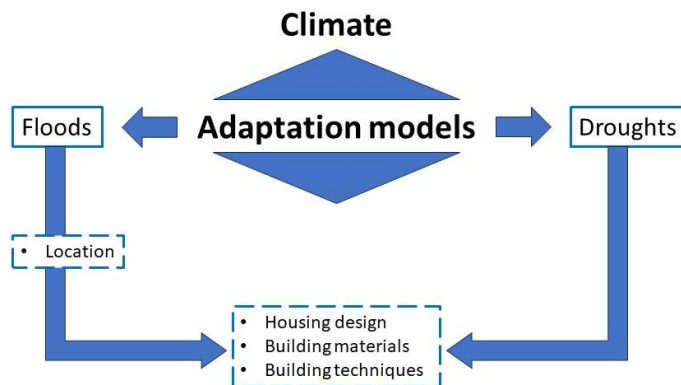 Climate
Floods
Adaptation models
Droughts
• Location
• Housing design
• Building materials
• Building techniques